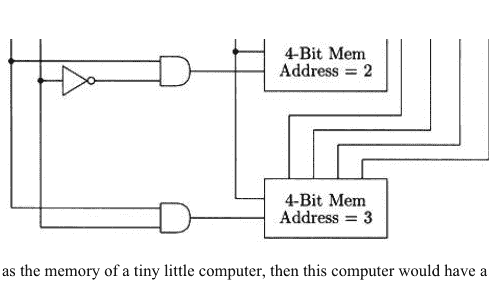 4-Bit Mem
Address = 2
4-Bit Mem
Address = 3
as the memory of a tiny little computer, then this computer would have a